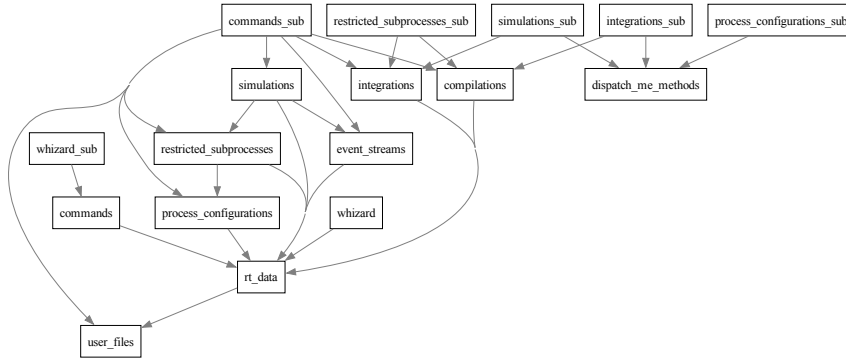 commands_sub
restricted_subprocesses_sub
simulations_sub
integrations_sub
process_configurations_sub
simulations
integrations
compilations
dispatch_me_methods
whizard_sub
restricted_subprocesses
event_streams
commands
process_configurations
whizard
rt_data
user_files